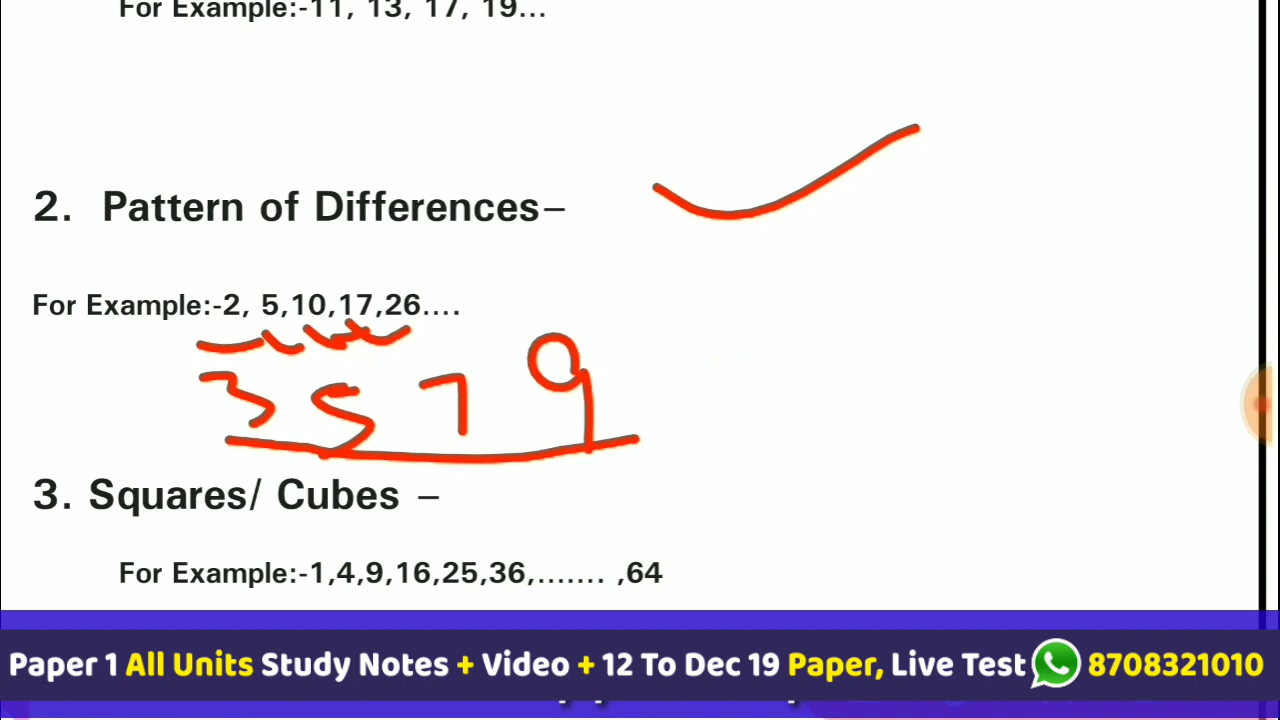 For Example:-11, 13, 17, 19...
2. Pattern of Differences–
For Example:-2, 5,10,17,26....
3 5 7 9
3. Squares/ Cubes –
For Example:-1,4,9,16,25,36,....... ,64
Paper 1 All Units Study Notes + Video + 12 To Dec 19 Paper, Live Test 8708321010